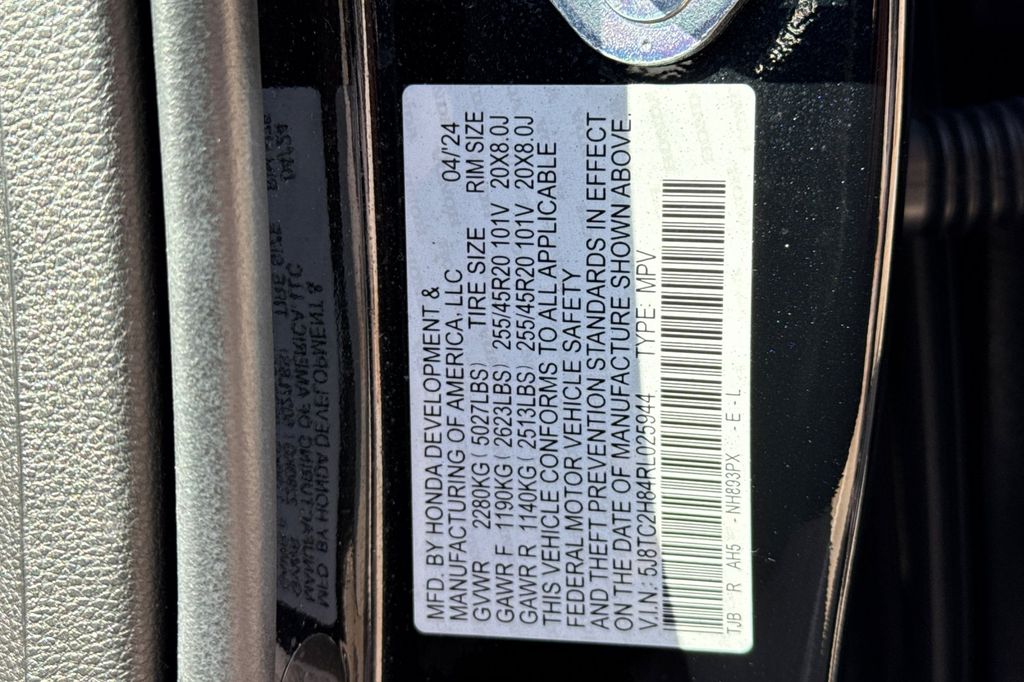 MFD. BY HONDA DEVELOPMENT &
MANUFACTURING OF AMERICA, LLC 04/24
GVWR 2280KG ( 5027LBS) TIRE SIZE RIM SIZE
GAWR F 1190KG ( 2623LBS) 255/45R20 101V 20X8.0J
GAWR R 1140KG ( 2513LBS) 255/45R20 101V 20X8.0J
THIS VEHICLE CONFORMS TO ALL APPLICABLE
FEDERAL MOTOR VEHICLE SAFETY
AND THEFT PREVENTION STANDARDS IN EFFECT
ON THE DATE OF MANUFACTURE SHOWN ABOVE.
V.I.N.: 5J8TC2H84RL025944 TYPE: MPV
TJB - R AH5 - NH893PX - E - L